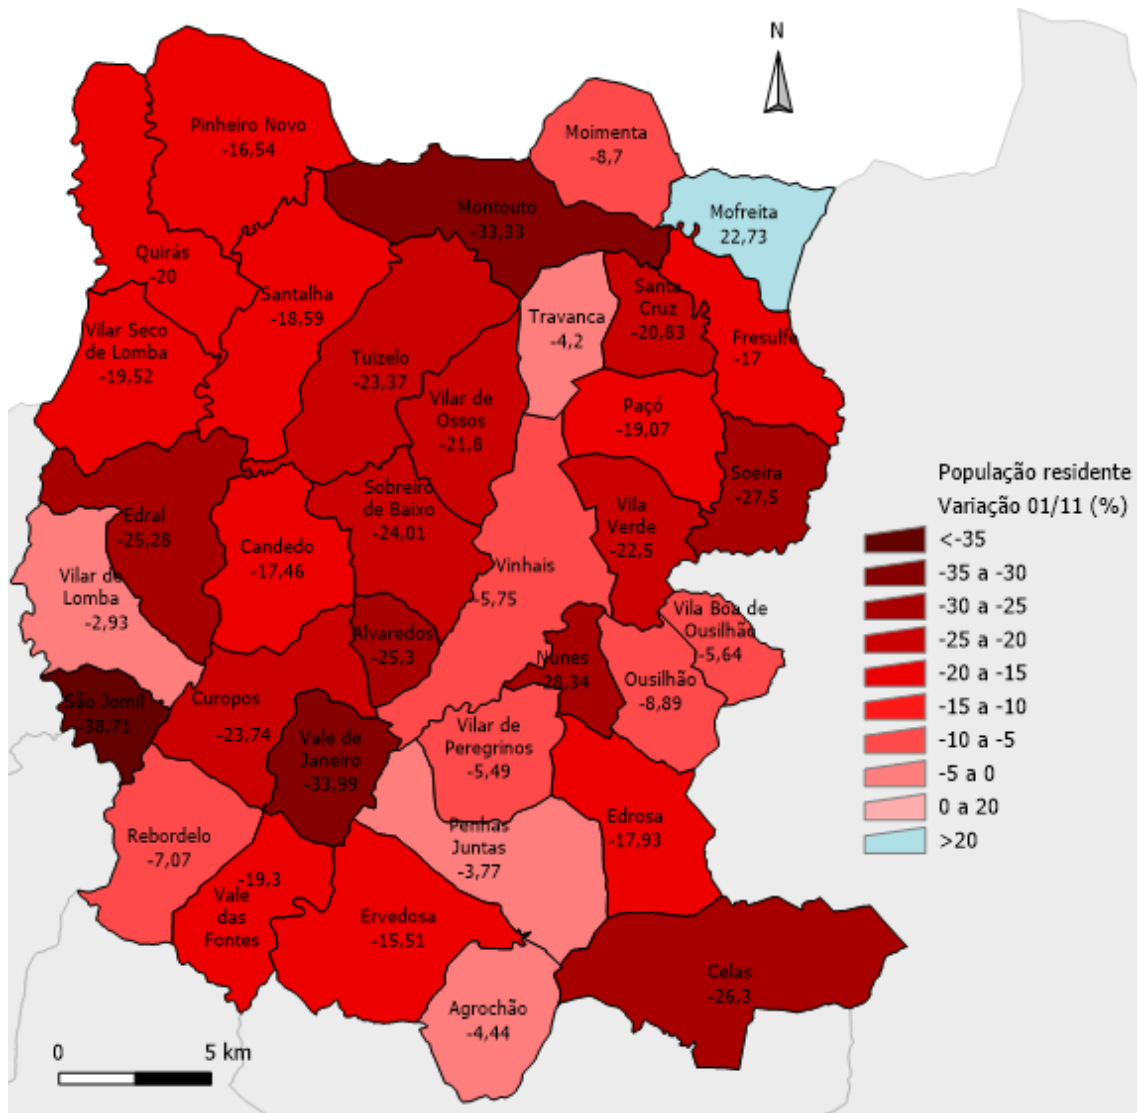 N
Pinheiro Novo
-16,54
Moimenta
-8,7
Montouto
-33,33
Mofreita
22,73
Quirás
-20
Santalha
-18,59
Travanca
-4,2
Santa
Cruz
-20,83
Fresulfe
-17
Vilar Seco
de Lomba
-19,52
Tuizelo
-23,37
Vilar de
Ossos
-21,8
Paçó
-19,07
Soeira
-27,5
Edral
-25,28
Candedo
-17,46
Sobreiro
de Baixo
-24,01
Vila
Verde
-22,5
Vinhais
-5,75
Vilar de
Lomba
-2,93
Vila Boa de
Ousilhão
-5,64
Alvaredos
-25,3
Nunes
-28,34
Ousilhão
-8,89
São Jomil
-38,71
Curopos
-23,74
Vale de
Janeiro
-33,99
Vilar de
Peregrinos
-5,49
Edrosa
-17,93
Rebordelo
-7,07
Penhas
Juntas
-3,77
-19,3
Vale
das
Fontes
Ervedosa
-15,51
Celas
-26,3
Agrochão
-4,44
População residente
Variação 01/11 (%)
<-35
-35 a -30
-30 a -25
-25 a -20
-20 a -15
-15 a -10
-10 a -5
-5 a 0
0 a 20
>20
0 5 km